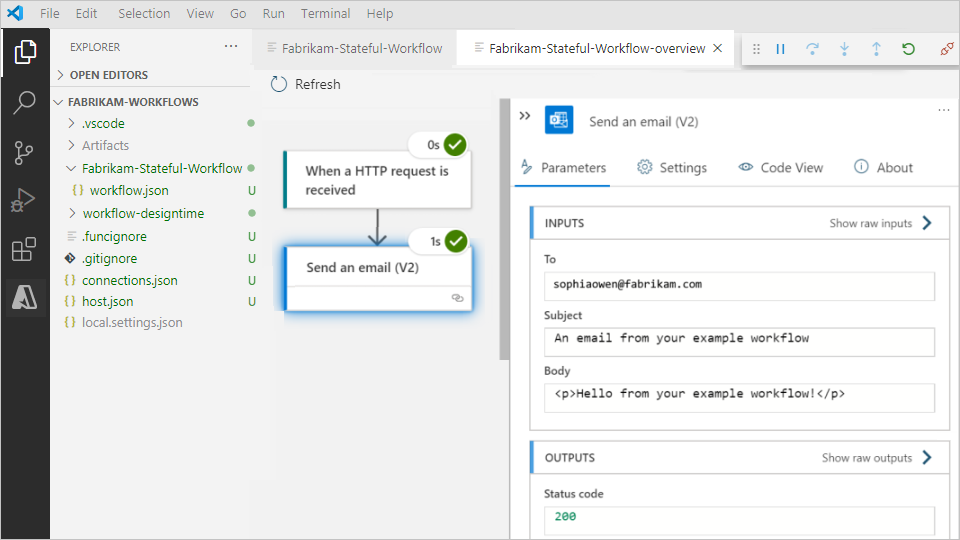 File Edit Selection View Go Run Terminal Help
EXPLORER ...
OPEN EDITORS
FABRIKAM-WORKFLOWS
.vscode
Artifacts
Fabrikam-Stateful-Workflow
workflow.json U
workflow-designtime
.funcignore U
.gitignore U
connections.json U
host.json U
local.settings.json
Fabrikam-Stateful-Workflow
Fabrikam-Stateful-Workflow-overview
Refresh
0s
When a HTTP request is
received
1s
Send an email (V2)
Send an email (V2) ...
Parameters Settings Code View About
INPUTS Show raw inputs
To
sophiaowen@fabrikam.com
Subject
An email from your example workflow
Body
<p>Hello from your example workflow!</p>
OUTPUTS Show raw outputs
Status code
200